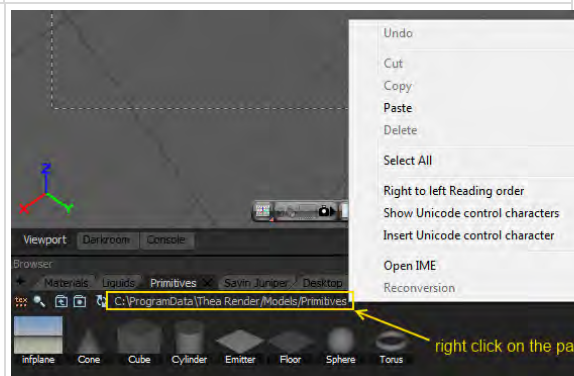 Undo
Cut
Copy
Paste
Delete
Select All
Right to left Reading order
Show Unicode control characters
Insert Unicode control character
Open IME
Reconversion
Z
Viewport Darkroom Console
Browser
Materials Liquids Primitives Savin Juniper Desktop
tex C:\ProgramData\Thea Render/Models/Primitives
right click on the pa
infplane Cone Cube Cylinder Emitter Floor Sphere Torus